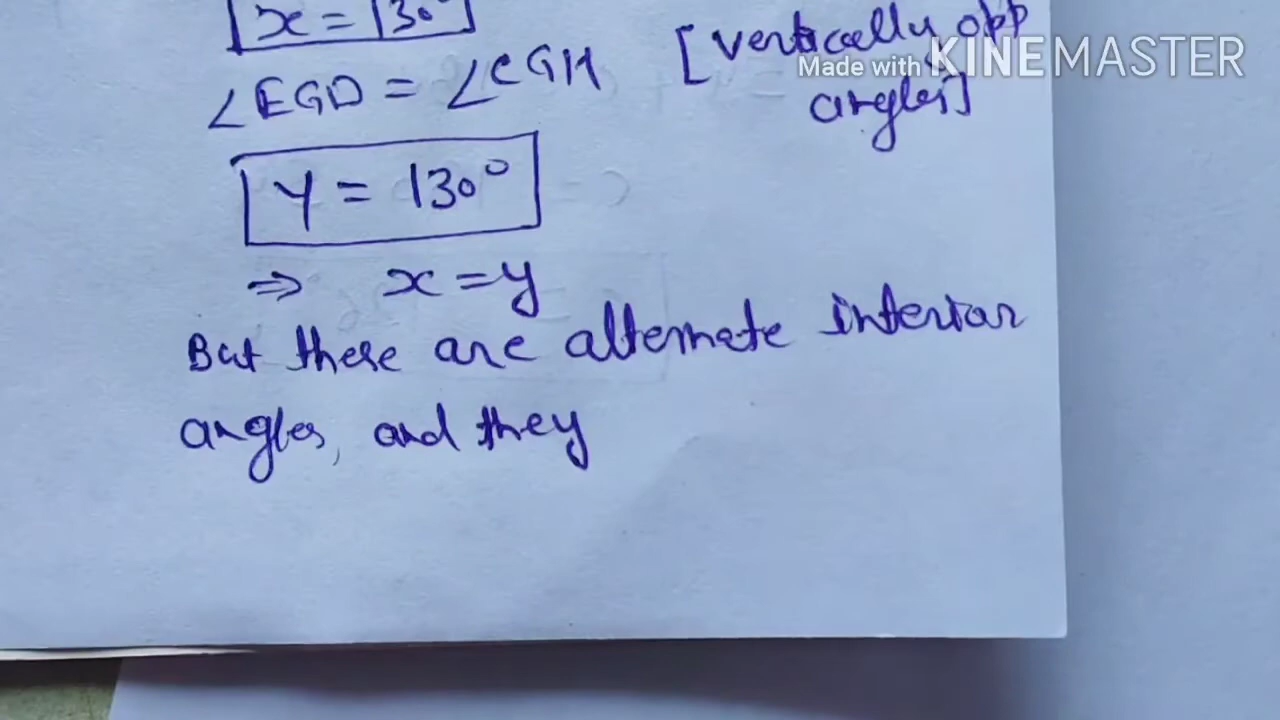 x = 130°
∠EGD = ∠CGH [vertically opp
angles]
Made with KINEMASTER
y = 130°
⇒ x = y
But these are alternate interior
angles, and they